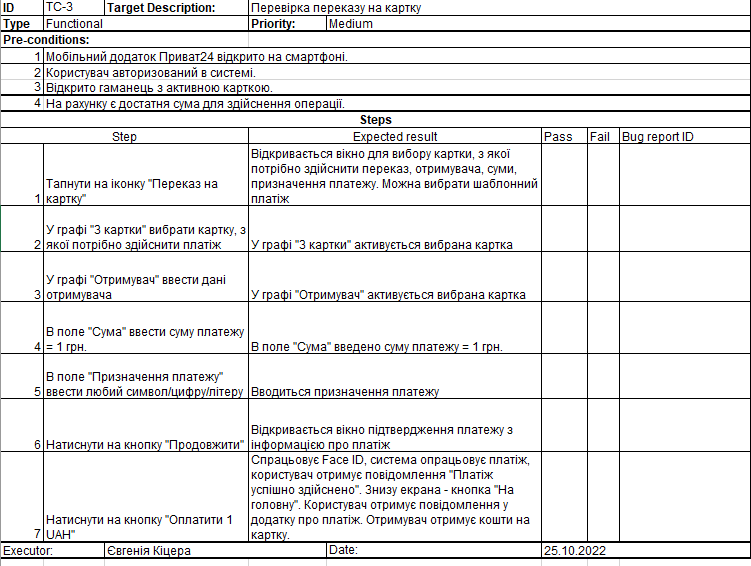 ID TC-3 Target Description: Перевірка переказу на картку
Type Functional Priority: Medium
Pre-conditions:
1 Мобільний додаток Приват24 відкрито на смартфоні.
2 Користувач авторизований в системі.
3 Відкрито гаманець з активною карткою.
4 На рахунку є достатня сума для здійснення операції.
Steps
Step Expected result Pass Fail Bug report ID
1 Тапнути на іконку "Переказ на
картку"
Відкривається вікно для вибору картки, з якої
потрібно здійснити переказ, отримувача, суми,
призначення платежу. Можна вибрати шаблонний
платіж
2 У графі "З картки" вибрати картку, з
якої потрібно здійснити платіж
У графі "З картки" активується вибрана картка
3 У графі "Отримувач" ввести дані
отримувача
У графі "Отримувач" активується вибрана картка
4 В поле "Сума" ввести суму платежу
= 1 грн.
В поле "Сума" введено суму платежу = 1 грн.
5 В поле "Призначення платежу"
ввести любий символ/цифру/літеру
Вводиться призначення платежу
6 Натиснути на кнопку "Продовжити"
Відкривається вікно підтвердження платежу з
інформацією про платіж
7 Натиснути на кнопку "Оплатити 1
UAH"
Спрацьовує Face ID, система опрацьовує платіж,
користувач отримує повідомлення "Платіж
успішно здійснено". Знизу екрана - кнопка "На
головну". Користувач отримує повідомлення у
додатку про платіж. Отримувач отримує кошти на
картку.
Executor: Євгенія Кіцера Date: 25.10.2022